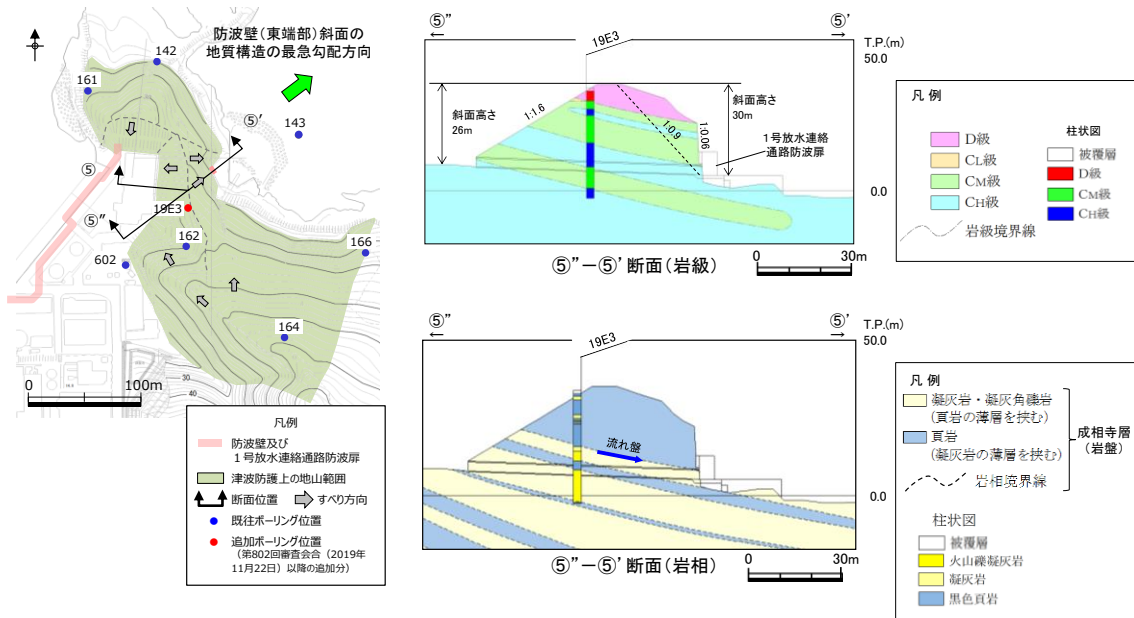 防波壁(東端部)斜面の
地質構造の最急勾配方向
142
161
143
⑤'
⑤
⑤"
19E3
162
602
166
164
0
100m
30
40
凡例
防波壁及び
1号放水連絡通路防波扉
津波防護上の地山範囲
断面位置
すべり方向
既往ボーリング位置
追加ボーリング位置
(第802回審査会合(2019年
11月22日)以降の追加分)
⑤"
⑤'
19E3
T.P.(m)
50.0
斜面高さ
26m
1:1.6
1:0.9
1:0.06
斜面高さ
30m
1号放水連絡
通路防波扉
0.0
⑤"-⑤'断面(岩級)
0
30m
凡 例
D級
CL級
CM級
CH級
岩級境界線
柱状図
被覆層
D級
CM級
CH級
⑤"
⑤'
19E3
T.P.(m)
50.0
流れ盤
0.0
⑤"-⑤'断面(岩相)
0
30m
凡 例
凝灰岩・凝灰角礫岩
(頁岩の薄層を挟む)
頁岩
(凝灰岩の薄層を挟む)
成相寺層
(岩盤)
岩相境界線
柱状図
被覆層
火山礫凝灰岩
凝灰岩
黒色頁岩